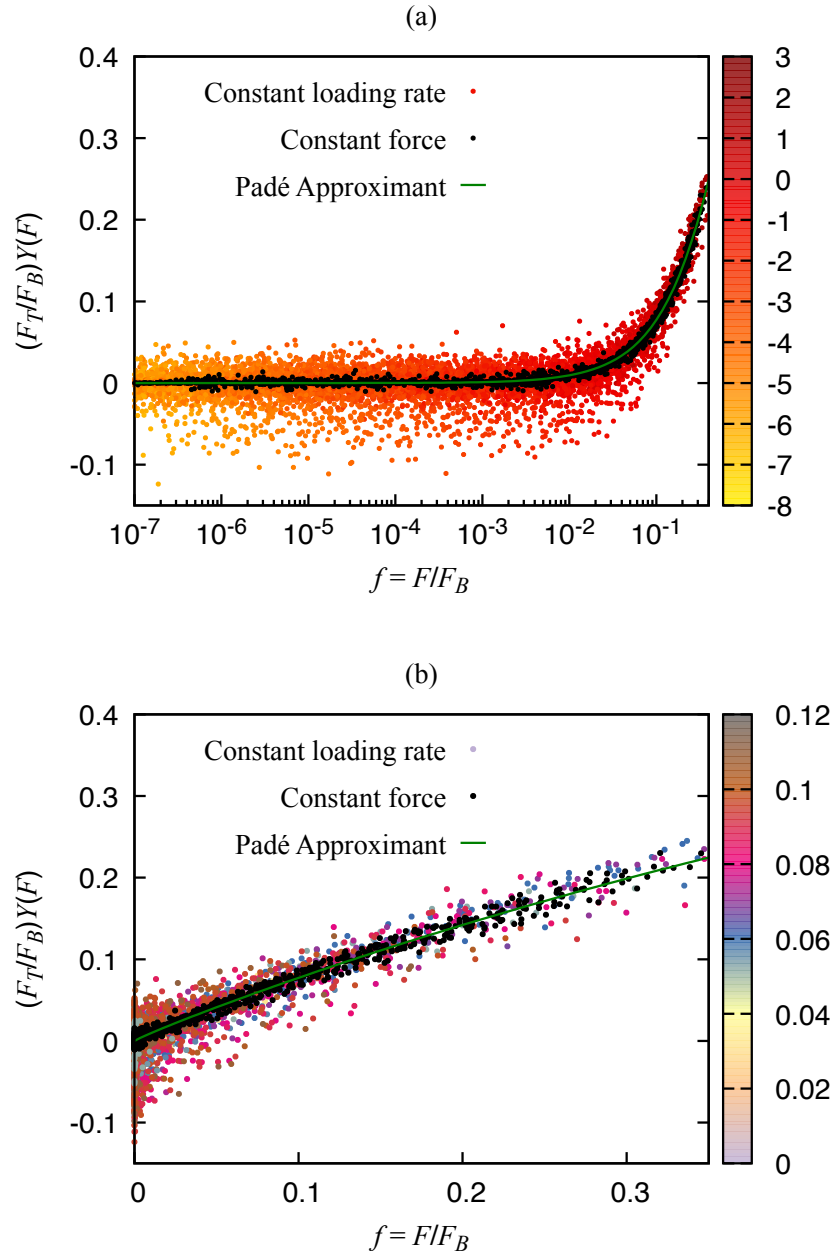 (a)
0.4
0.3
0.2
0.1
0
-0.1
(F_T/F_B)Y(F)
Constant loading rate
Constant force
Padé Approximant
10^-7 10^-6 10^-5 10^-4 10^-3 10^-2 10^-1
f = F/F_B
3
2
1
0
-1
-2
-3
-4
-5
-6
-7
-8
(b)
0.4
0.3
0.2
0.1
0
-0.1
(F_T/F_B)Y(F)
Constant loading rate
Constant force
Padé Approximant
0 0.1 0.2 0.3
f = F/F_B
0.12
0.1
0.08
0.06
0.04
0.02
0